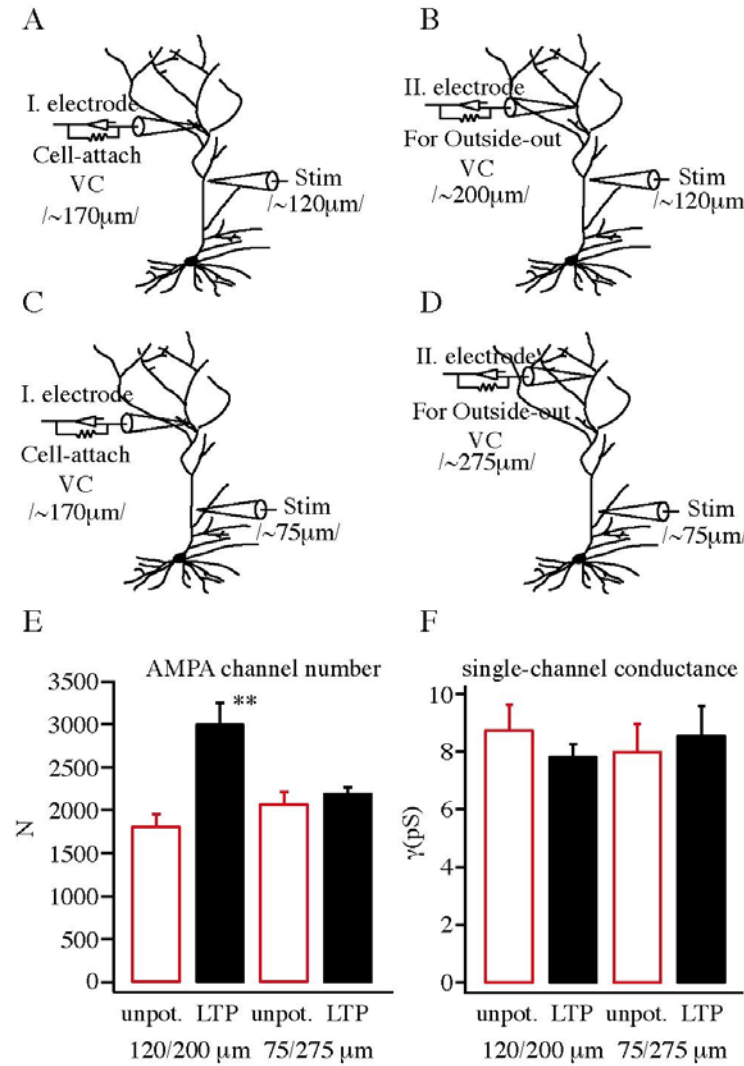 A
I. electrode
Cell-attach
VC
/~170μm/
Stim
/~120μm/
B
II. electrode
For Outside-out
VC
/~200μm/
Stim
/~120μm/
C
I. electrode
Cell-attach
VC
/~170μm/
Stim
/~75μm/
D
II. electrode
For Outside-out
VC
/~275μm/
Stim
/~75μm/
E
AMPA channel number
N
3500
3000
2500
2000
1500
1000
500
0
**
unpot. LTP unpot. LTP
120/200 μm 75/275 μm
F
single-channel conductance
γ(pS)
10
8
6
4
2
0
unpot. LTP unpot. LTP
120/200 μm 75/275 μm